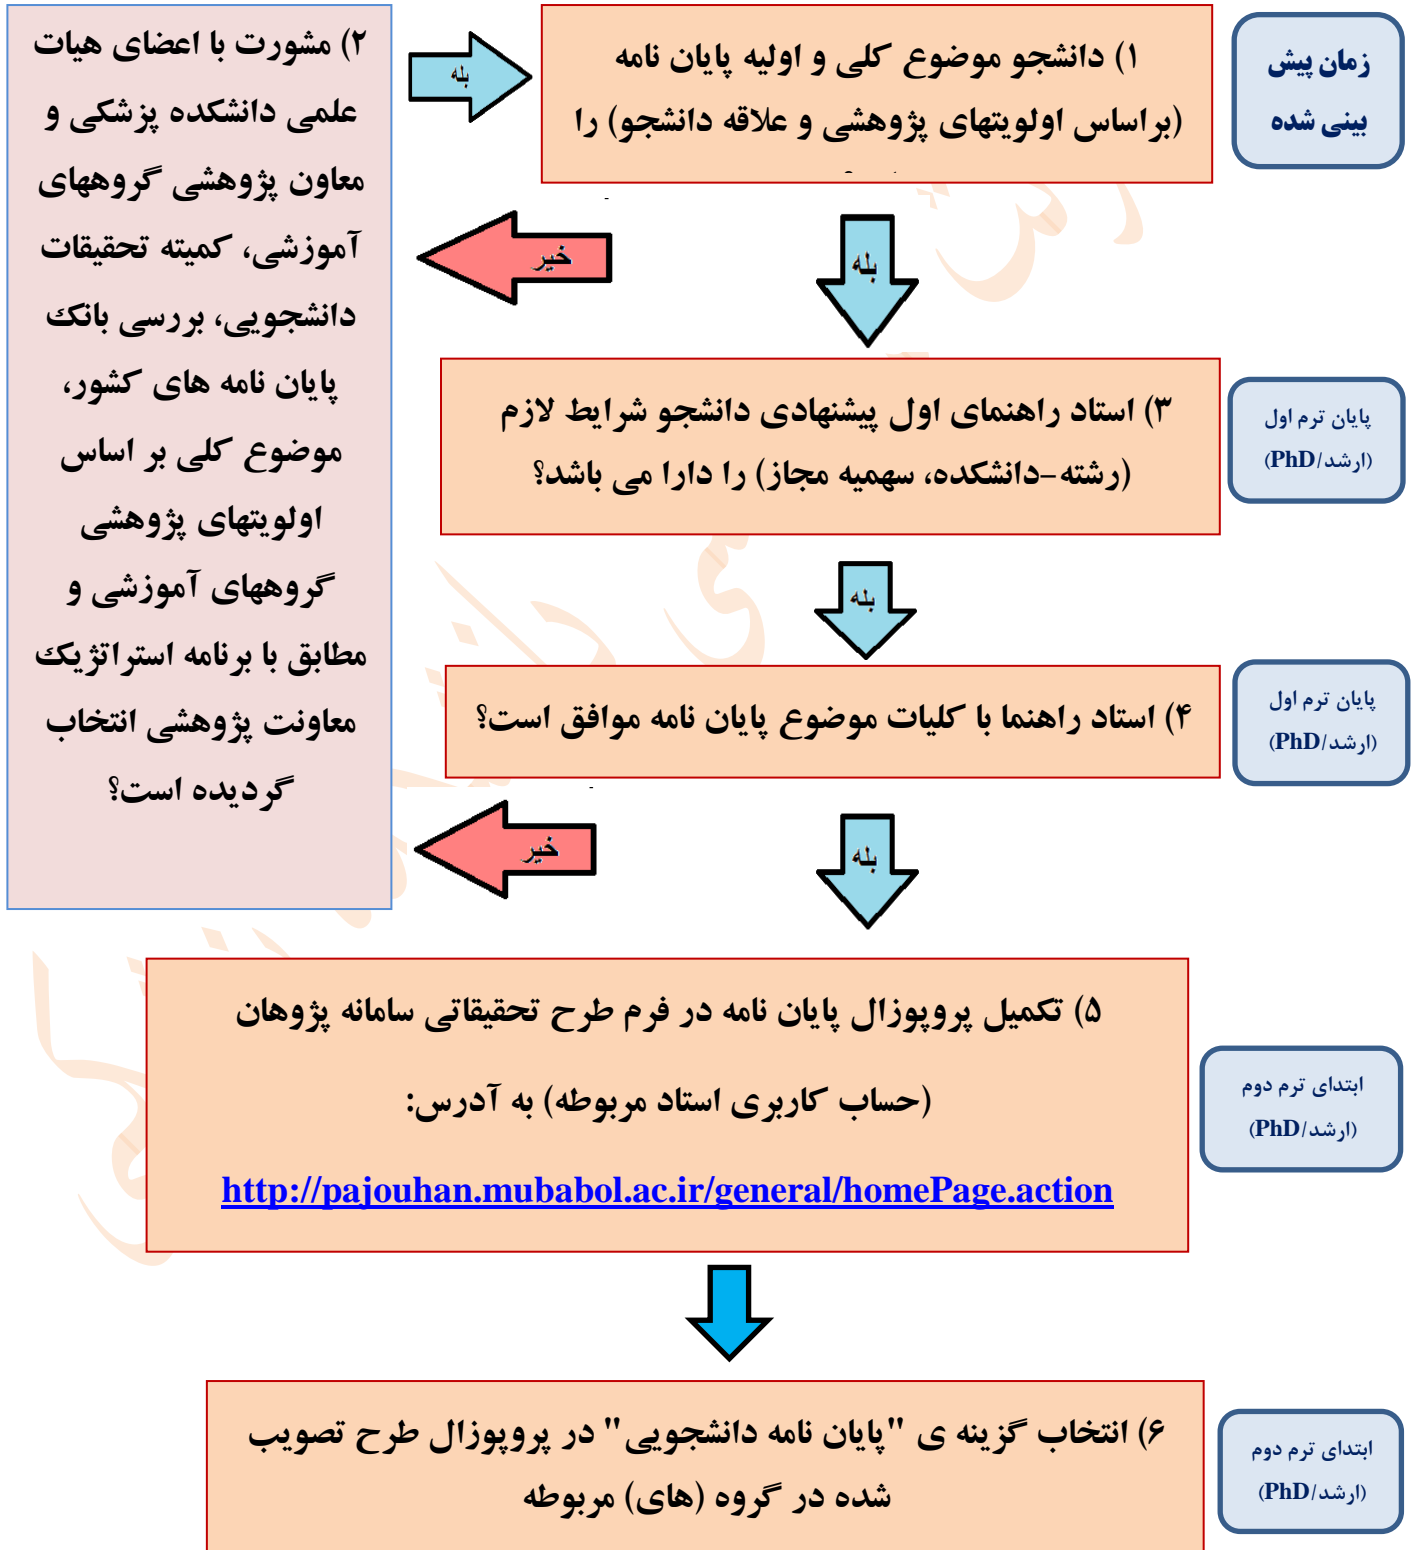 زمان پیش
بینی شده
۱) دانشجو موضوع کلی و اولیه پایان نامه
(براساس اولویتهای پژوهشی و علاقه دانشجو) را
بله
۲) مشورت با اعضای هیات
علمی دانشکده پزشکی و
معاون پژوهشی گروههای
آموزشی، کمیته تحقیقات
دانشجویی، بررسی بانک
پایان نامه های کشور،
موضوع کلی بر اساس
اولویتهای پژوهشی
گروههای آموزشی و
مطابق با برنامه استراتژیک
معاونت پژوهشی انتخاب
گردیده است؟
بله
خیر
پایان ترم اول
(ارشد/PhD)
۳) استاد راهنمای اول پیشنهادی دانشجو شرایط لازم
(رشته-دانشکده، سهمیه مجاز) را دارا می باشد؟
بله
پایان ترم اول
(ارشد/PhD)
۴) استاد راهنما با کلیات موضوع پایان نامه موافق است؟
بله
خیر
ابتدای ترم دوم
(ارشد/PhD)
۵) تکمیل پروپوزال پایان نامه در فرم طرح تحقیقاتی سامانه پژوهان
(حساب کاربری استاد مربوطه) به آدرس:
http://pajouhan.mubabol.ac.ir/general/homePage.action
ابتدای ترم دوم
(ارشد/PhD)
۶) انتخاب گزینه ی "پایان نامه دانشجویی" در پروپوزال طرح تصویب
شده در گروه (های) مربوطه